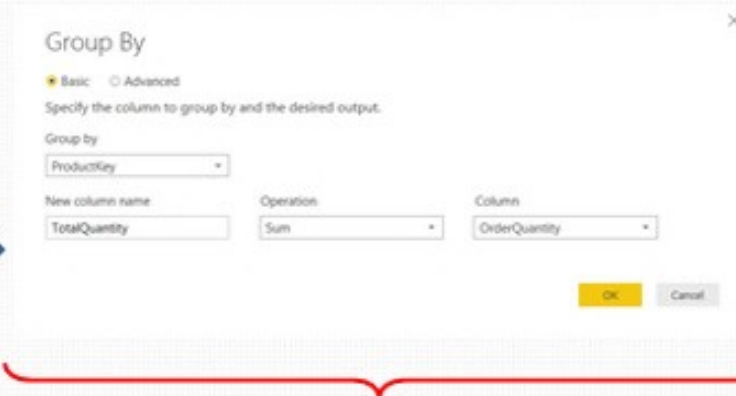 Group By
Basic Advanced
Specify the column to group by and the desired output.
Group by
ProductKey
New column name Operation Column
TotalQuantity Sum OrderQuantity
OK Cancel